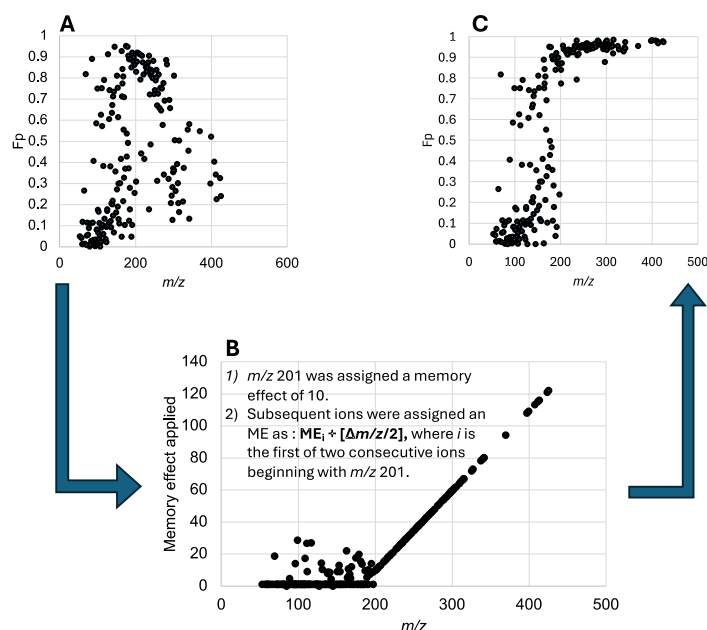 A
1
0.9
0.8
0.7
0.6
0.5
0.4
0.3
0.2
0.1
0
Fp
0 200 400 600
m/z
C
1
0.9
0.8
0.7
0.6
0.5
0.4
0.3
0.2
0.1
0
Fp
0 100 200 300 400 500
m/z
B
140
120
100
80
60
40
20
0
Memory effect applied
1) m/z 201 was assigned a memory
effect of 10.
2) Subsequent ions were assigned an
ME as : MEi + [Δm/z/2], where i is
the first of two consecutive ions
beginning with m/z 201.
0 100 200 300 400 500
m/z